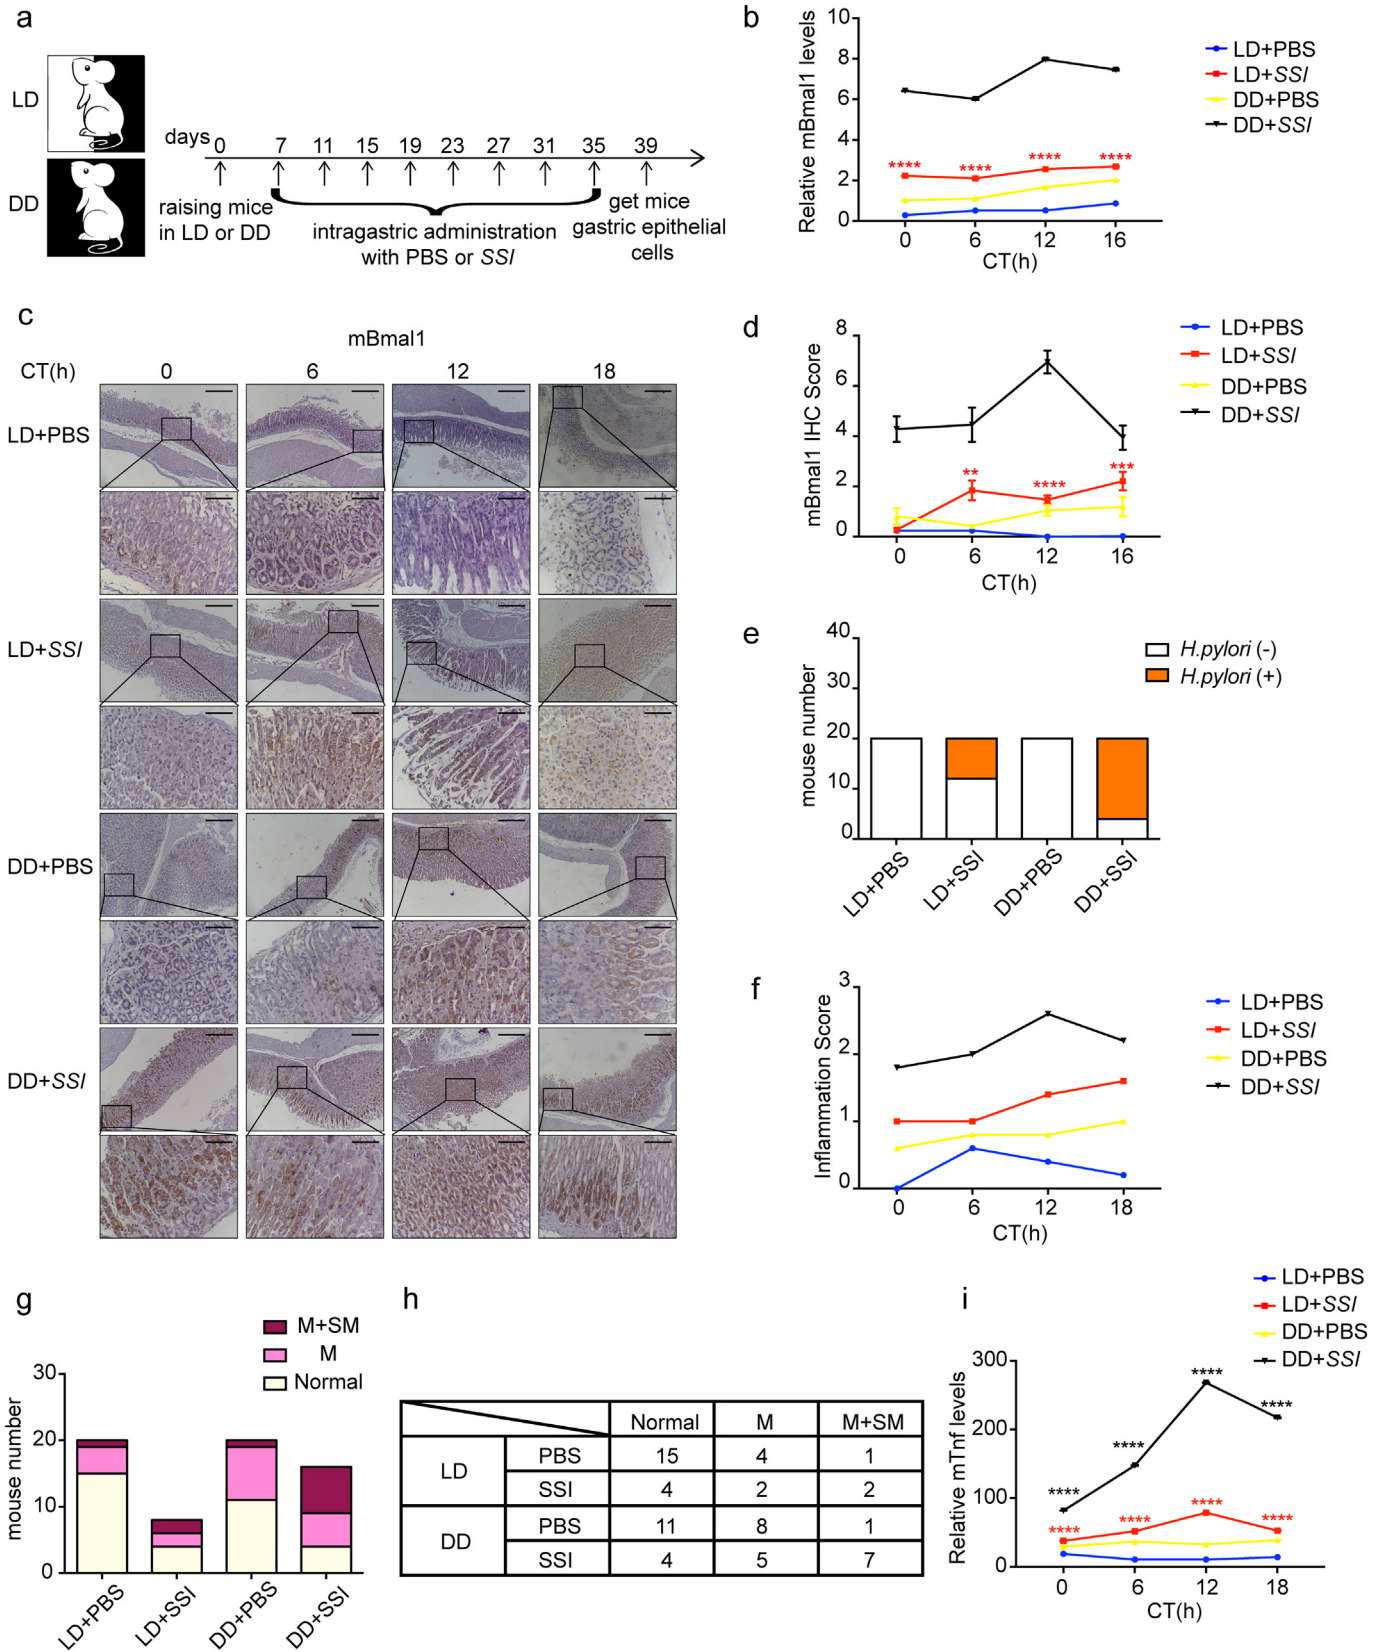 a
LD
DD
days
0 7 11 15 19 23 27 31 35 39
raising mice
in LD or DD
intragastric administration
with PBS or SSI
get mice
gastric epithelial
cells
b
Relative mBmal1 levels
10
8
6
4
2
0
**** **** **** ****
0 6 12 16
CT(h)
LD+PBS
LD+SSI
DD+PBS
DD+SSI
c
mBmal1
CT(h) 0 6 12 18
LD+PBS
LD+SSI
DD+PBS
DD+SSI
d
mBmal1 IHC Score
8
6
4
2
0
** **** ***
0 6 12 16
CT(h)
LD+PBS
LD+SSI
DD+PBS
DD+SSI
e
mouse number
40
30
20
10
0
LD+PBS LD+SSI DD+PBS DD+SSI
H.pylori (-)
H.pylori (+)
f
Inflammation Score
3
2
1
0
0 6 12 18
CT(h)
LD+PBS
LD+SSI
DD+PBS
DD+SSI
g
M+SM
M
Normal
mouse number
30
20
10
0
LD+PBS LD+SSI DD+PBS DD+SSI
h
Normal M M+SM
LD PBS 15 4 1
SSI 4 2 2
DD PBS 11 8 1
SSI 4 5 7
i
LD+PBS
LD+SSI
DD+PBS
DD+SSI
Relative mTnf levels
300
200
100
0
**** **** **** ****
**** **** **** ****
0 6 12 18
CT(h)